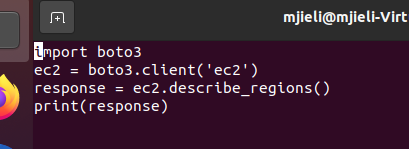 mjieli@mjieli-Virt
import boto3
ec2 = boto3.client('ec2')
response = ec2.describe_regions()
print(response)